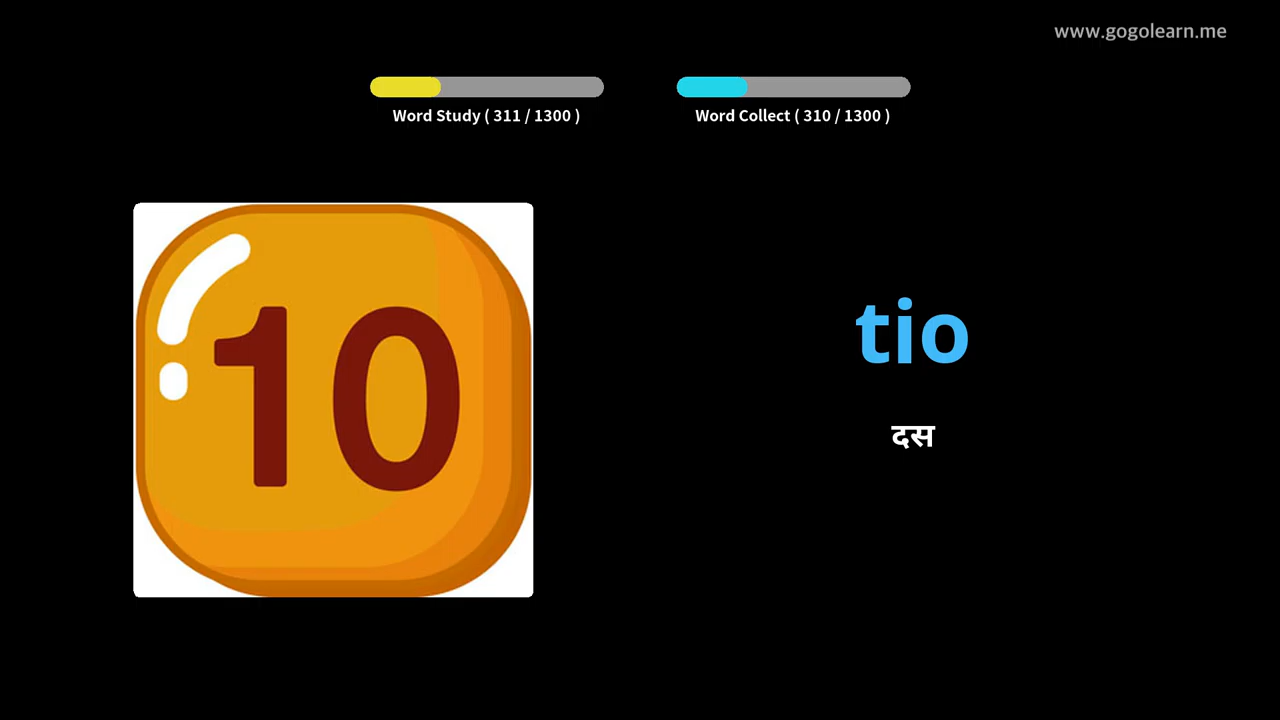 www.gogolearn.me
Word Study ( 311 / 1300 )
Word Collect ( 310 / 1300 )
10
tio
दस